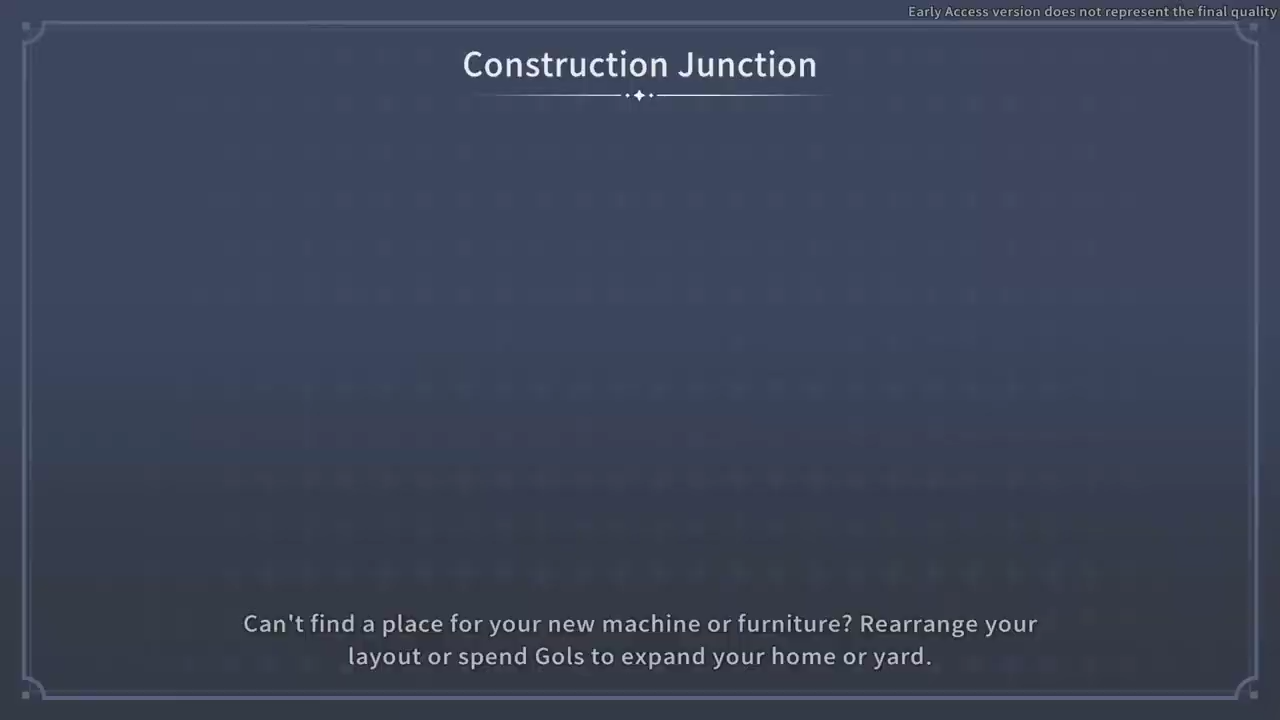 Early Access version does not represent the final quality
Construction Junction
Can't find a place for your new machine or furniture? Rearrange your
layout or spend Gols to expand your home or yard.